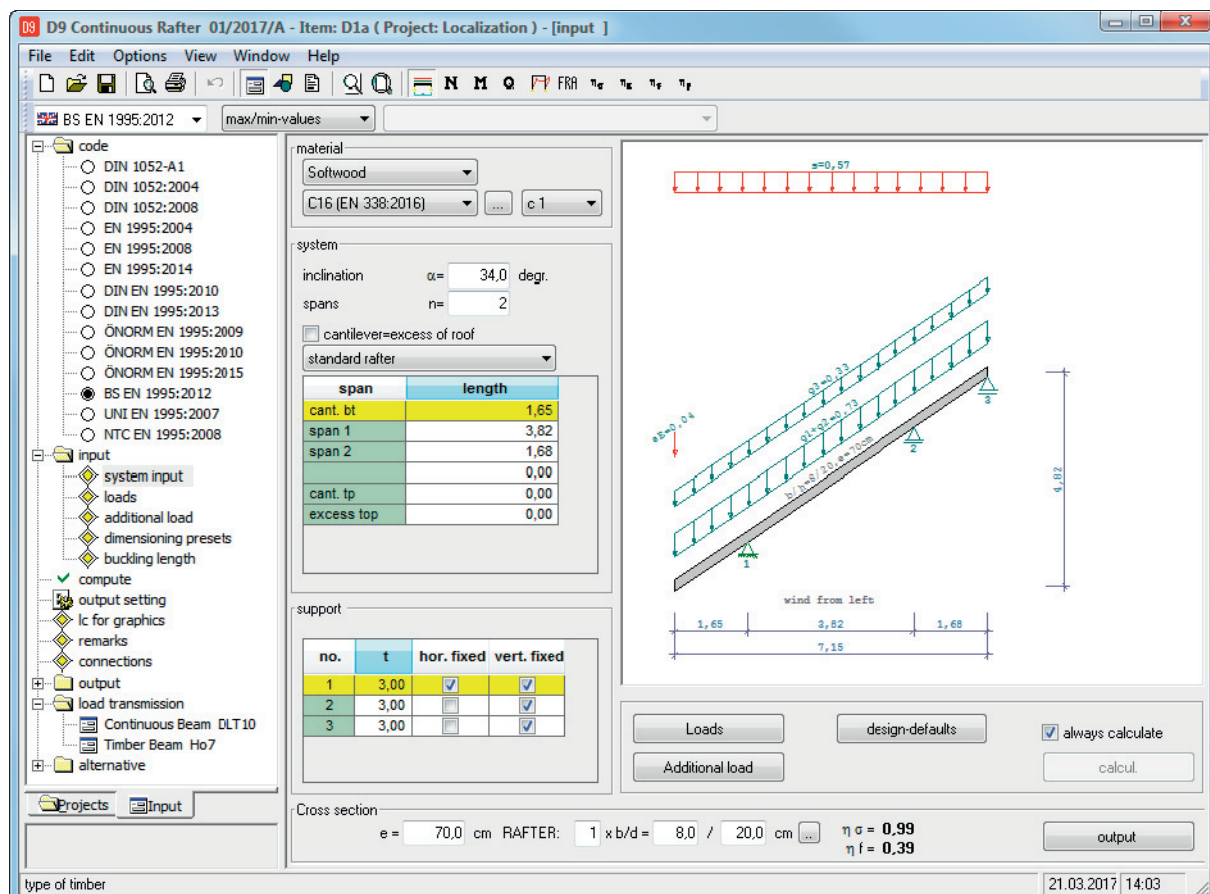 D9 D9 Continuous Rafter 01/2017/A - Item: D1a ( Project: Localization ) - [input ]
File Edit Options View Window Help
N M Q FRA ησ ηκ ηF ηF
BS EN 1995:2012 max/min-values
code
DIN 1052-A1
DIN 1052:2004
DIN 1052:2008
EN 1995:2004
EN 1995:2008
EN 1995:2014
DIN EN 1995:2010
DIN EN 1995:2013
ÖNORM EN 1995:2009
ÖNORM EN 1995:2010
ÖNORM EN 1995:2015
BS EN 1995:2012
UNI EN 1995:2007
NTC EN 1995:2008
input
system input
loads
additional load
dimensioning presets
buckling length
compute
output setting
lc for graphics
remarks
connections
output
load transmission
Continuous Beam DLT10
Timber Beam Ho7
alternative
Projects Input
material
Softwood
C16 (EN 338:2016) ... c 1
system
inclination α= 34,0 degr.
spans n= 2
cantilever=excess of roof
standard rafter
span length
cant. bt 1,65
span 1 3,82
span 2 1,68
0,00
cant. tp 0,00
excess top 0,00
support
no. t hor. fixed vert. fixed
1 3,00
2 3,00
3 3,00
s=0,57
g3=0,33
eE=0,04
g1+g2=0,73
b/h=8/20,e=70cm
1
2
3
4,82
wind from left
1,65 3,82 1,68
7,15
Loads design-defaults always calculate
Additional load calcul.
Cross section
e = 70,0 cm RAFTER: 1 x b/d = 8,0 / 20,0 cm .. η σ = 0,99
η f = 0,39
output
type of timber 21.03.2017 14:03